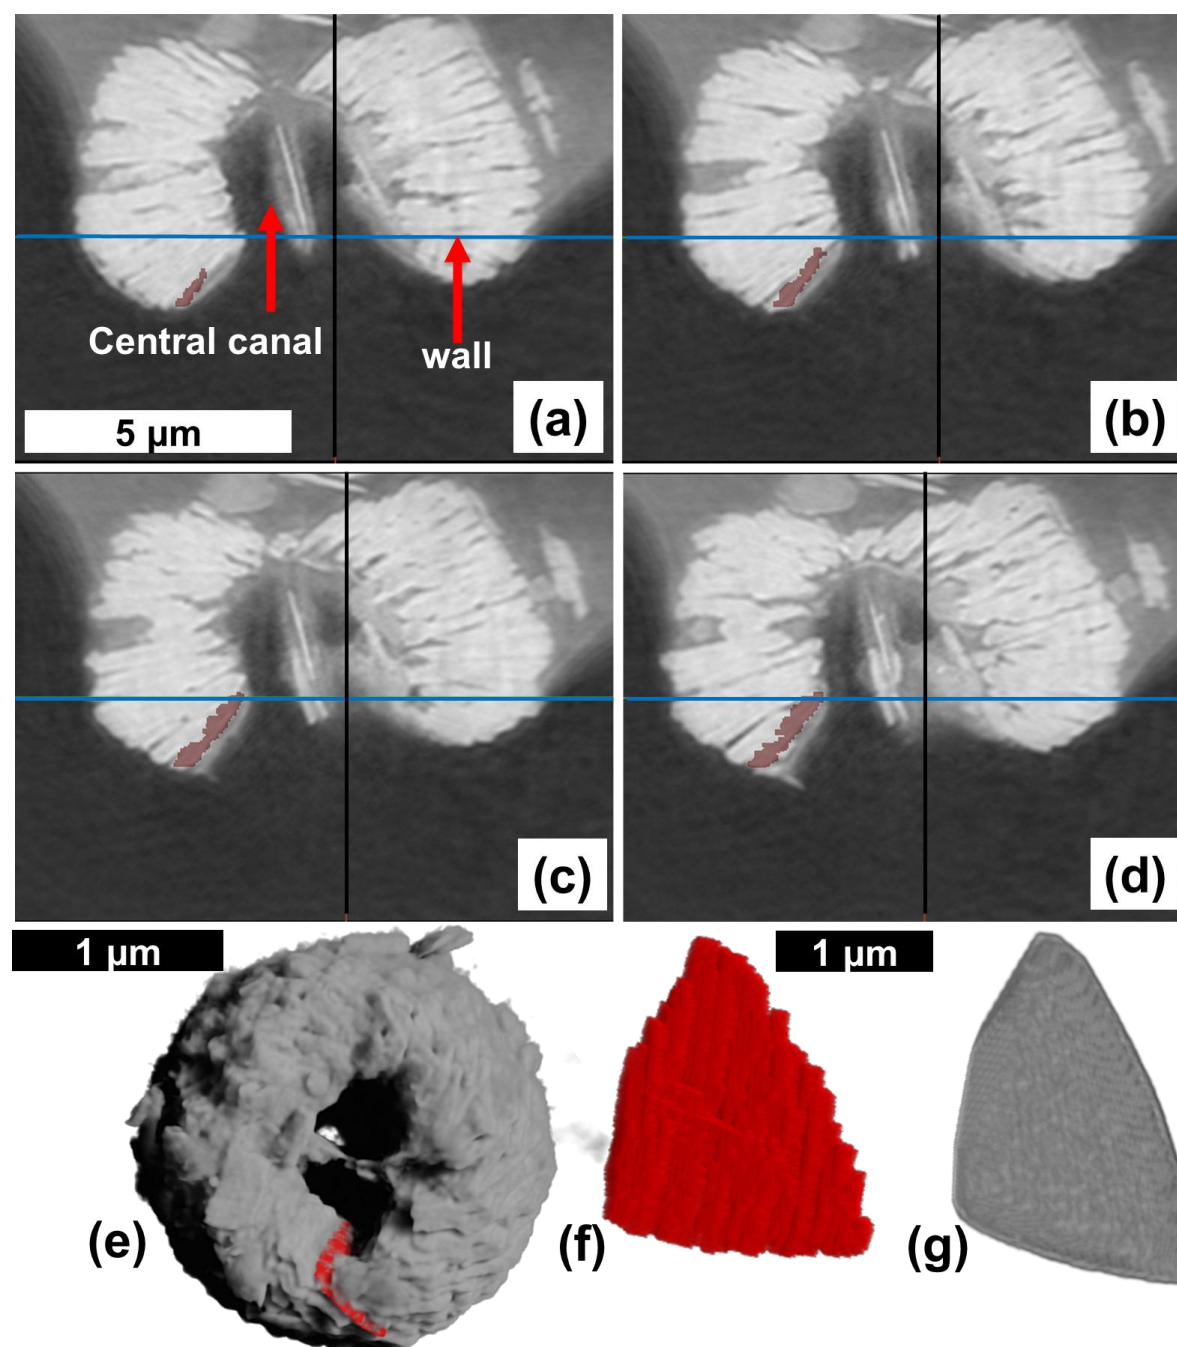 Central canal
wall
5 µm
(a)
(b)
(c)
(d)
1 µm
1 µm
(e)
(f)
(g)